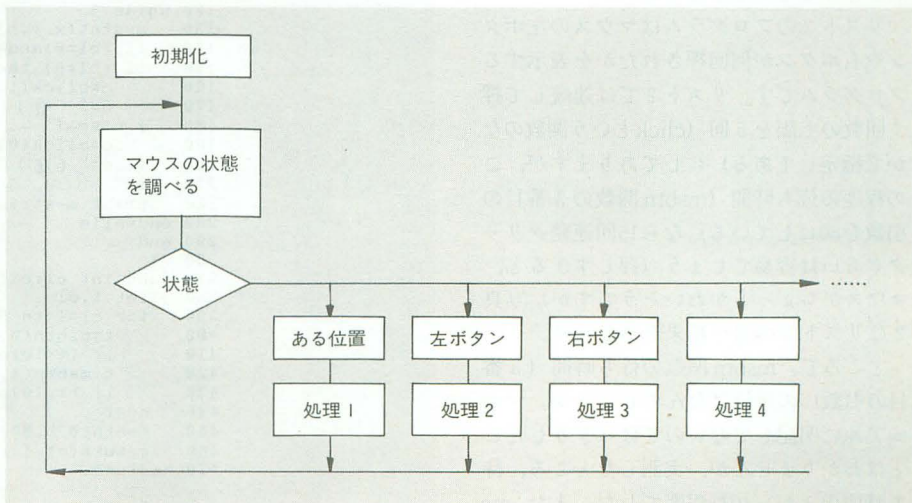 初期化
マウスの状態
を調べる
状態
……
ある位置
左ボタン
右ボタン
処理1
処理2
処理3
処理4